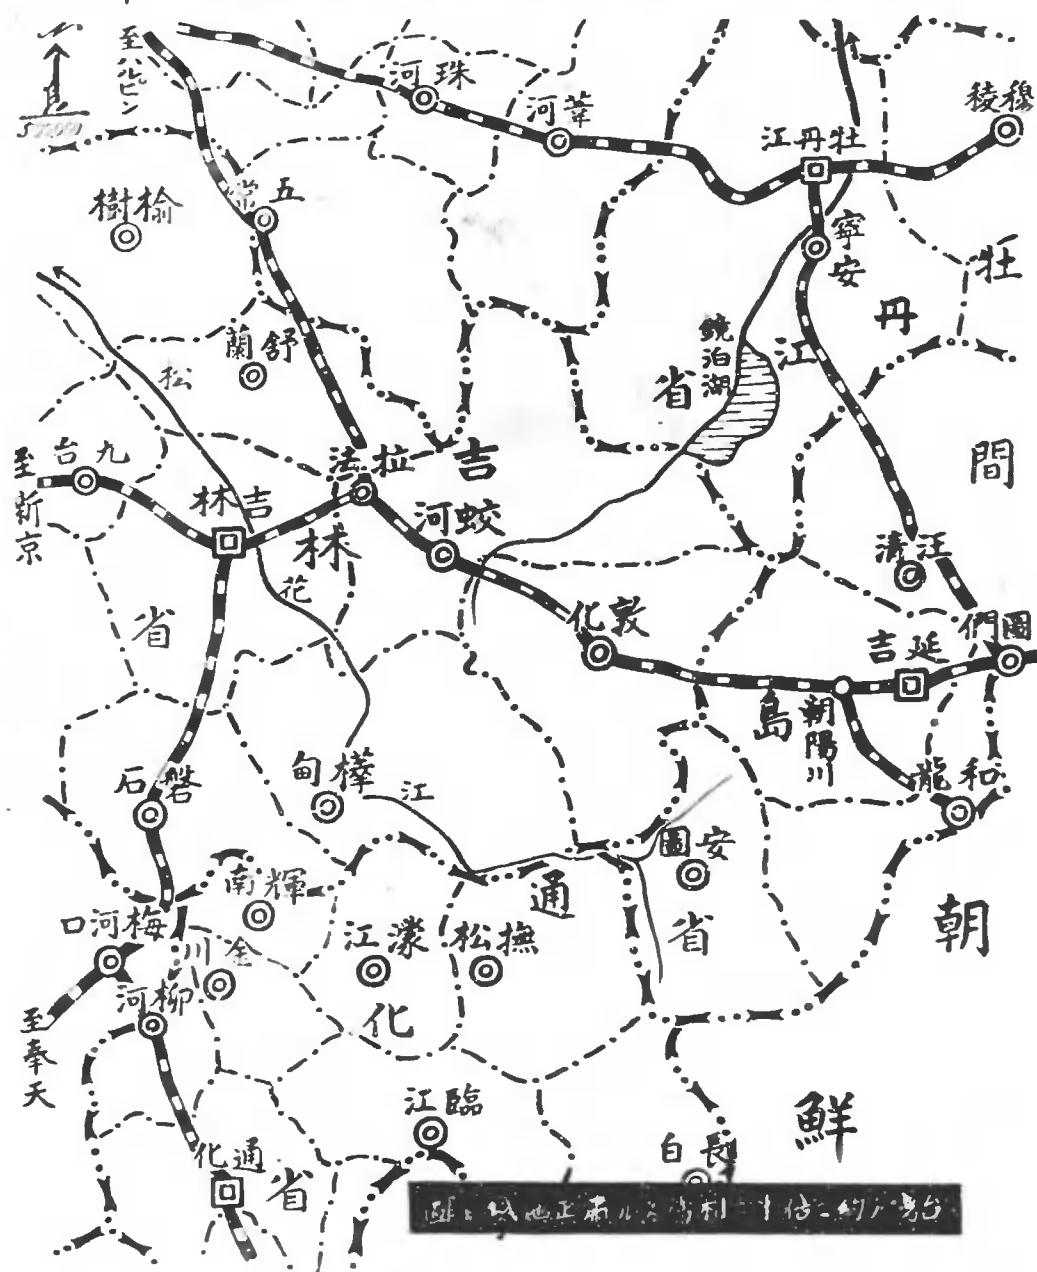 至ハルビン
珠河
葦河
牡丹江
穆稜
楡樹
五常
寧安
牡
丹
江
省
鏡泊湖
舒蘭
松
間
九台
至新京
拉法
吉
吉林
林
蛟河
汪清
花
省
敦化
圖們
延吉
島
朝陽川
磐石
樺甸
江
和龍
安圖
輝南
通
省
朝
梅河口
金川
濛江
撫松
柳河
化
至奉天
臨江
鮮
長白
通化
省
肅正地域